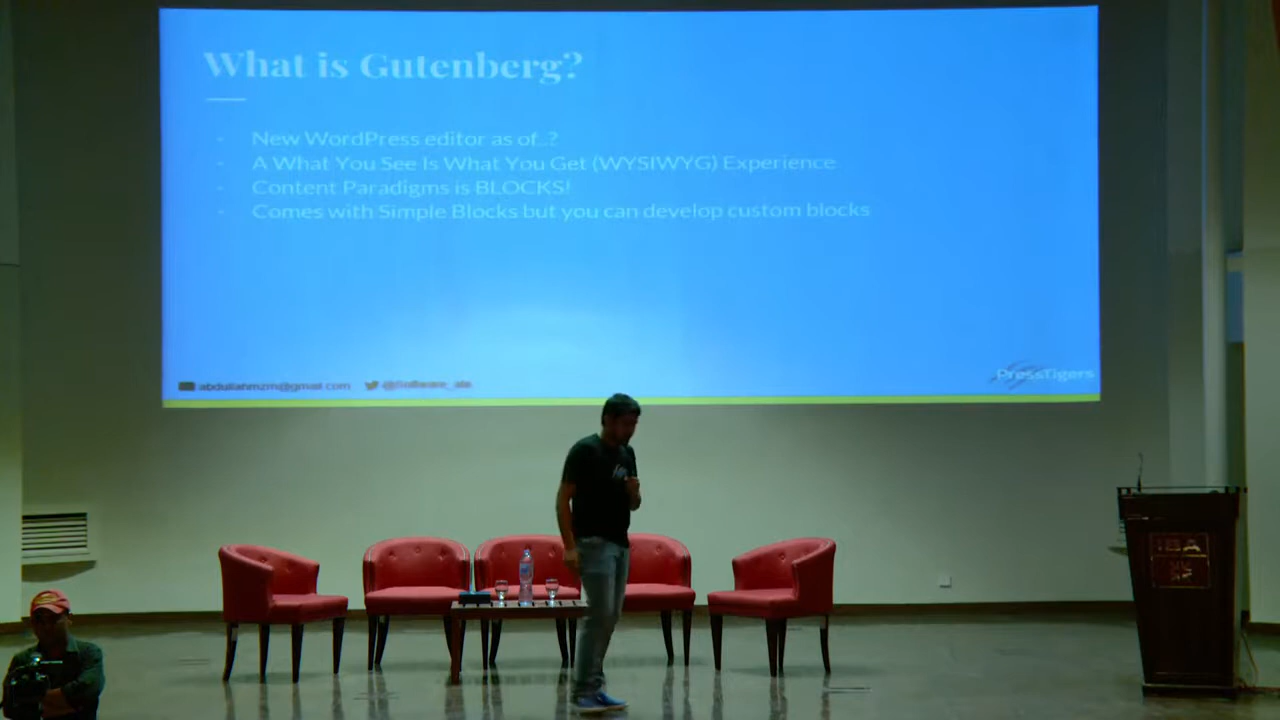 What is Gutenberg?
- New WordPress editor as of..?
- A What You See Is What You Get (WYSIWYG) Experience
- Content Paradigms is BLOCKS!
- Comes with Simple Blocks but you can develop custom blocks
abdullahmzm@gmail.com
PressTigers
IBA